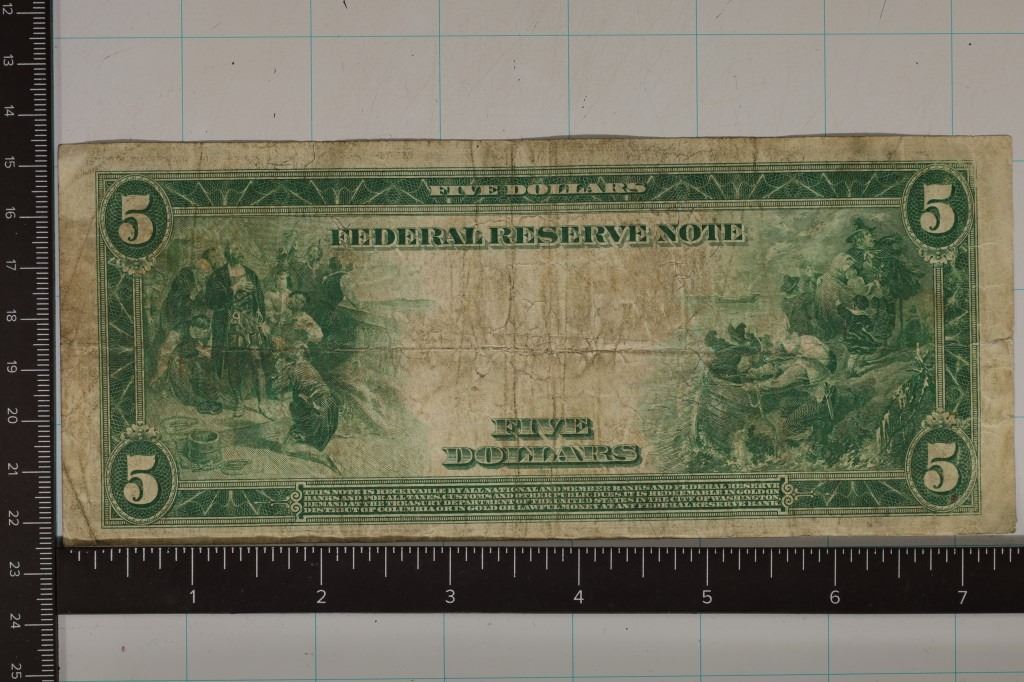 FIVE DOLLARS
5 5
FEDERAL RESERVE NOTE
FIVE
DOLLARS
5 5
THIS NOTE IS RECEIVABLE BY ALL NATIONAL AND MEMBER BANKS AND FEDERAL RESERVE
BANKS AND FOR ALL TAXES, CUSTOMS AND OTHER PUBLIC DUES. IT IS REDEEMABLE IN GOLD ON
DEMAND AT THE TREASURY DEPARTMENT OF THE UNITED STATES IN THE CITY OF WASHINGTON,
DISTRICT OF COLUMBIA OR IN GOLD OR LAWFUL MONEY AT ANY FEDERAL RESERVE BANK.
12
13
14
15
16
17
18
19
20
21
22
23
24
25
1 2 3 4 5 6 7